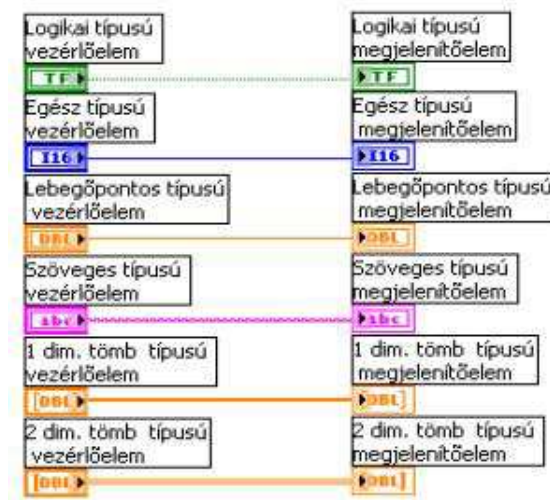 Logikai típusú
vezérlőelem
Logikai típusú
megjelenítőelem
TF
TF
Egész típusú
vezérlőelem
Egész típusú
megjelenítőelem
I16
I16
Lebegőpontos típusú
vezérlőelem
Lebegőpontos típusú
megjelenítőelem
DBL
DBL
Szöveges típusú
vezérlőelem
Szöveges típusú
megjelenítőelem
abc
abc
1 dim. tömb típusú
vezérlőelem
1 dim. tömb típusú
megjelenítőelem
[DBL]
[DBL]
2 dim. tömb típusú
vezérlőelem
2 dim. tömb típusú
megjelenítőelem
[DBL]
[DBL]